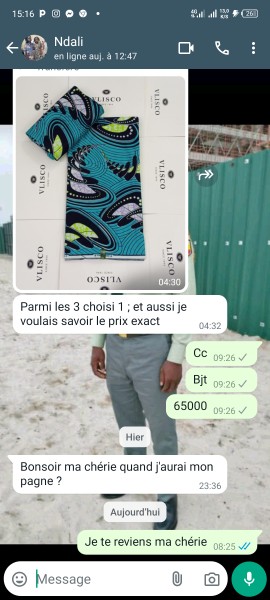 15:16
26
Ndali
en ligne auj. à 12:47
VLISCO
VLISCO
VLISCO
VLISCO
VLISCO
VLISCO
04:30
Parmi les 3 choisi 1 ; et aussi je
voulais savoir le prix exact
04:32
Cc
09:26
Bjt
09:26
65000
09:26
Hier
Bonsoir ma chérie quand j'aurai mon
pagne ?
23:36
Aujourd'hui
Je te reviens ma chérie
08:25
Message